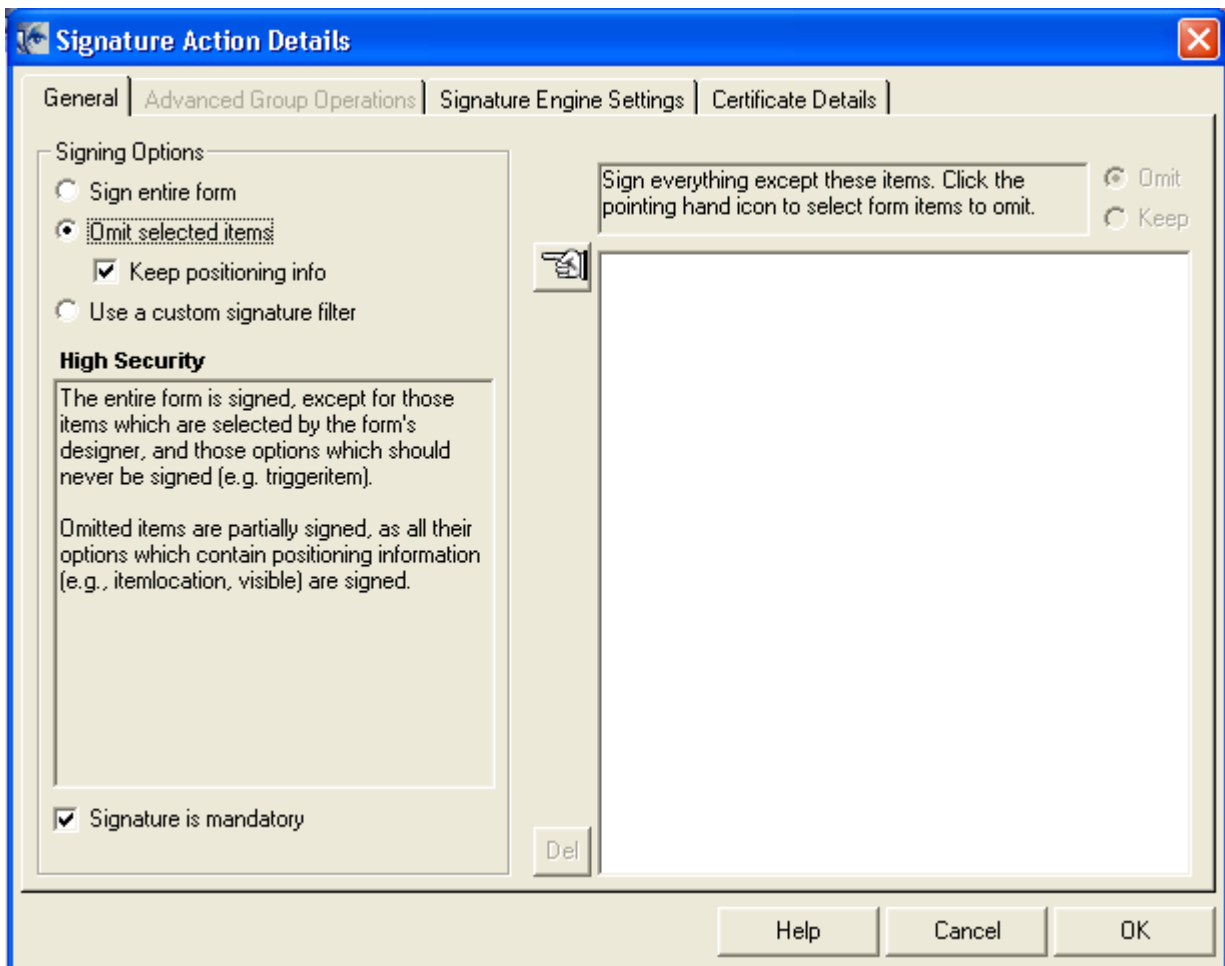 Signature Action Details
General
Advanced Group Operations
Signature Engine Settings
Certificate Details
Signing Options
Sign entire form
Omit selected items
Keep positioning info
Use a custom signature filter
High Security
The entire form is signed, except for those
items which are selected by the form's
designer, and those options which should
never be signed (e.g. triggeritem).
Omitted items are partially signed, as all their
options which contain positioning information
(e.g., itemlocation, visible) are signed.
Signature is mandatory
Sign everything except these items. Click the
pointing hand icon to select form items to omit.
Omit
Keep
Del
Help
Cancel
OK